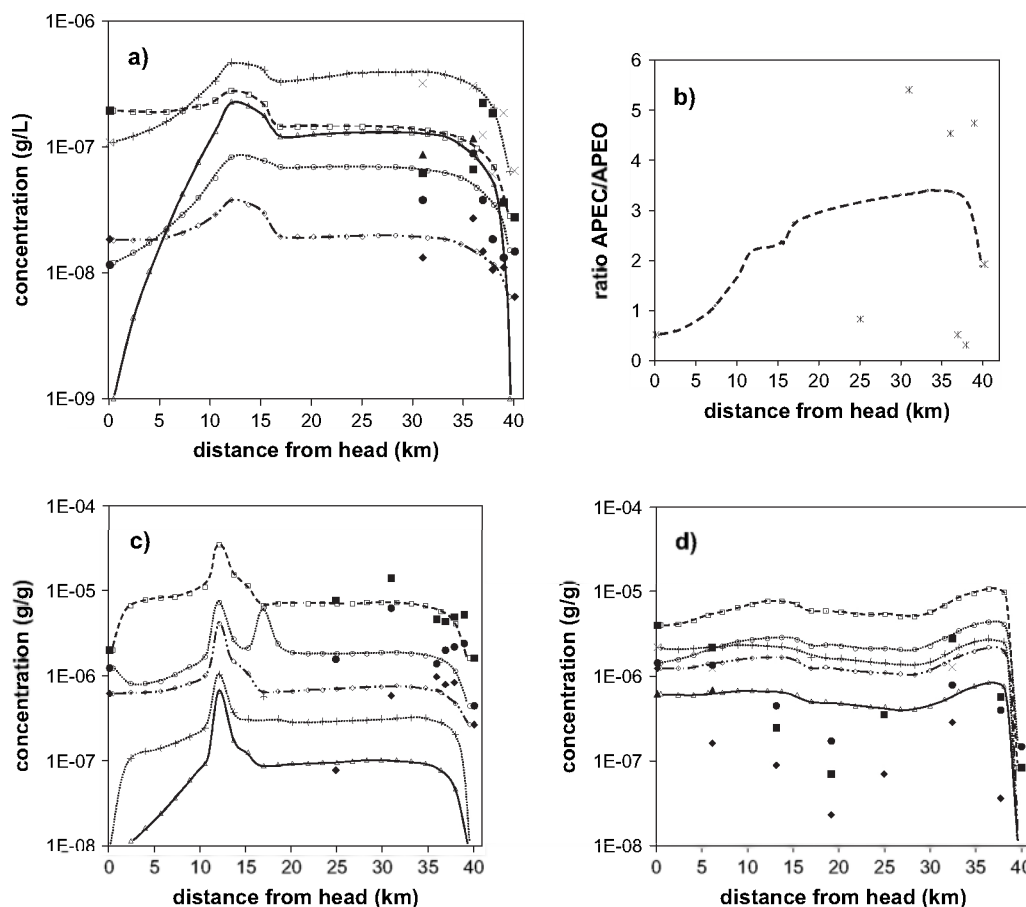 a)
1E-06
1E-07
1E-08
1E-09
concentration (g/L)
0 5 10 15 20 25 30 35 40
distance from head (km)
b)
6
5
4
3
2
1
0
ratio APEC/APEO
0 5 10 15 20 25 30 35 40
distance from head (km)
c)
1E-04
1E-05
1E-06
1E-07
1E-08
concentration (g/g)
0 5 10 15 20 25 30 35 40
distance from head (km)
d)
1E-04
1E-05
1E-06
1E-07
1E-08
concentration (g/g)
0 5 10 15 20 25 30 35 40
distance from head (km)